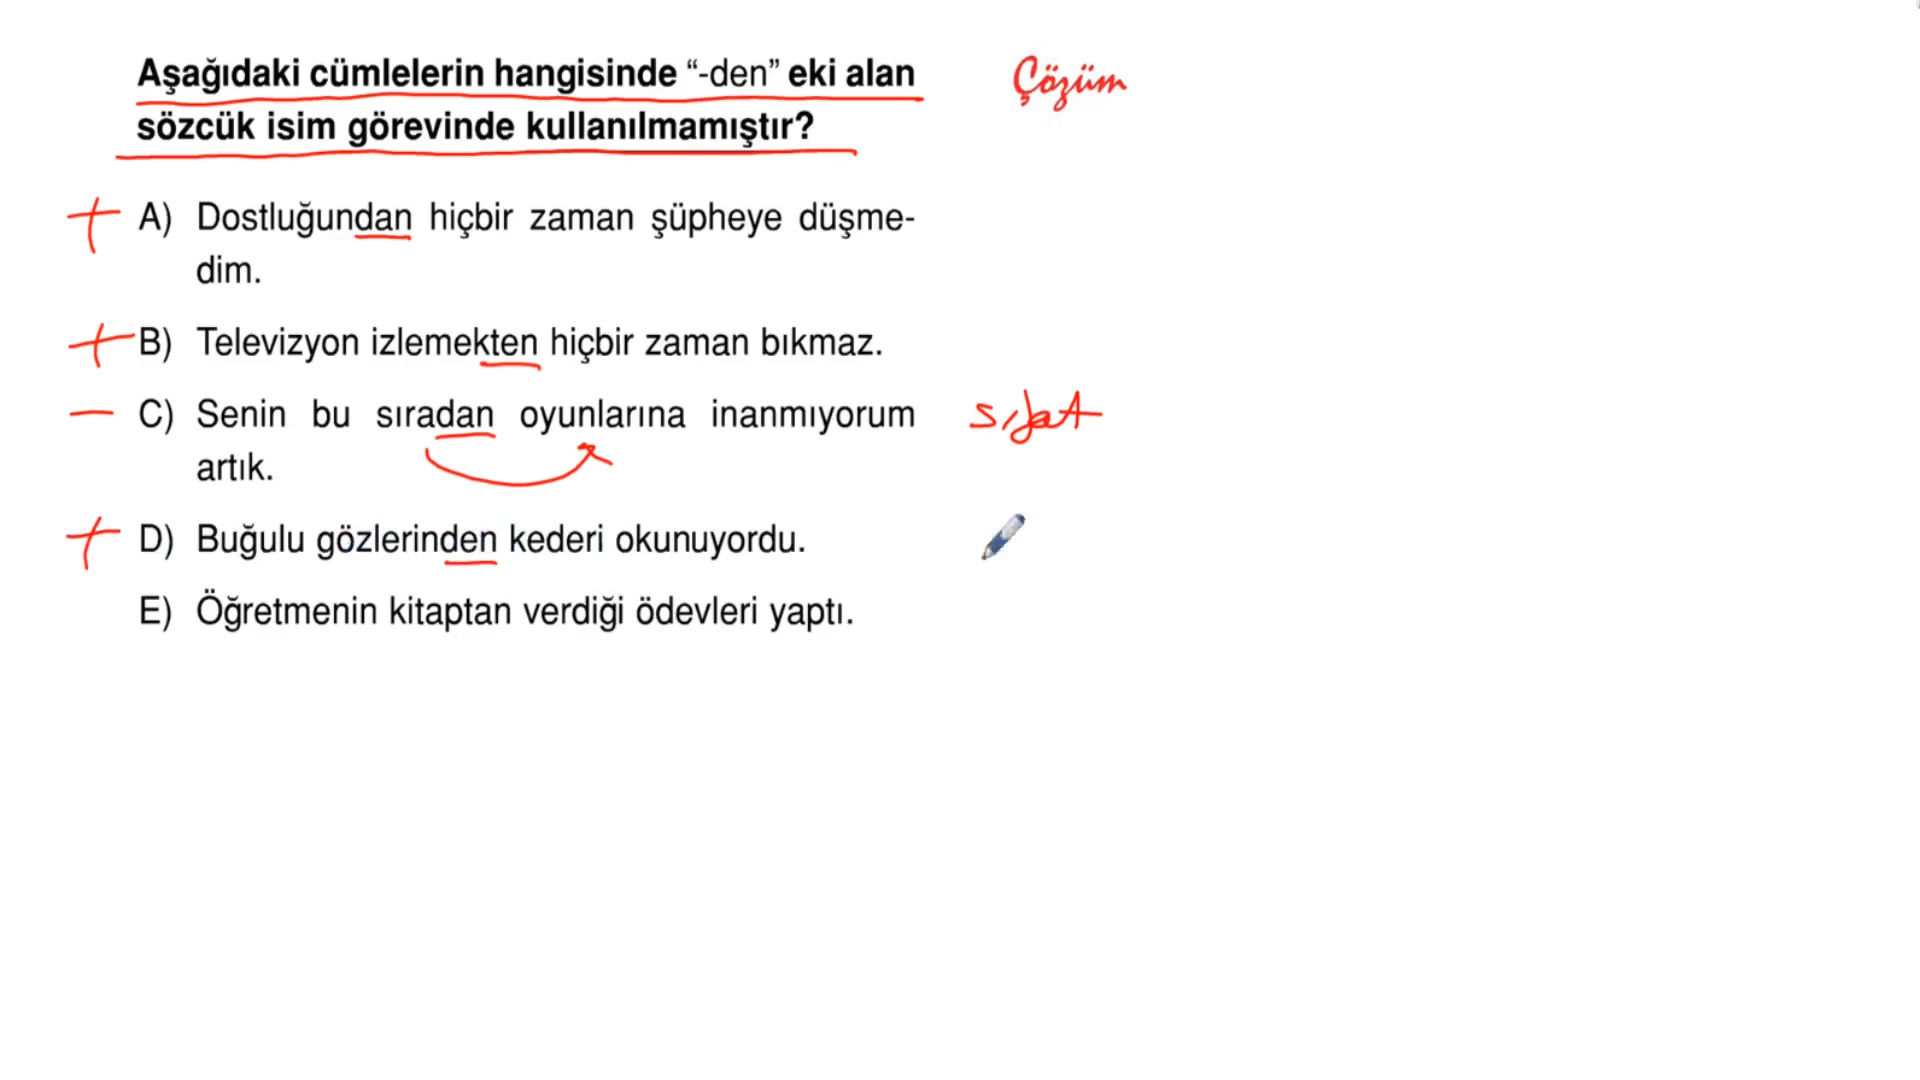 Aşağıdaki cümlelerin hangisinde “-den” eki alan
sözcük isim görevinde kullanılmamıştır?
Çözüm
A) Dostluğundan hiçbir zaman şüpheye düşme-
dim.
B) Televizyon izlemekten hiçbir zaman bıkmaz.
C) Senin bu sıradan oyunlarına inanmıyorum
artık.
sıfat
D) Buğulu gözlerinden kederi okunuyordu.
E) Öğretmenin kitaptan verdiği ödevleri yaptı.